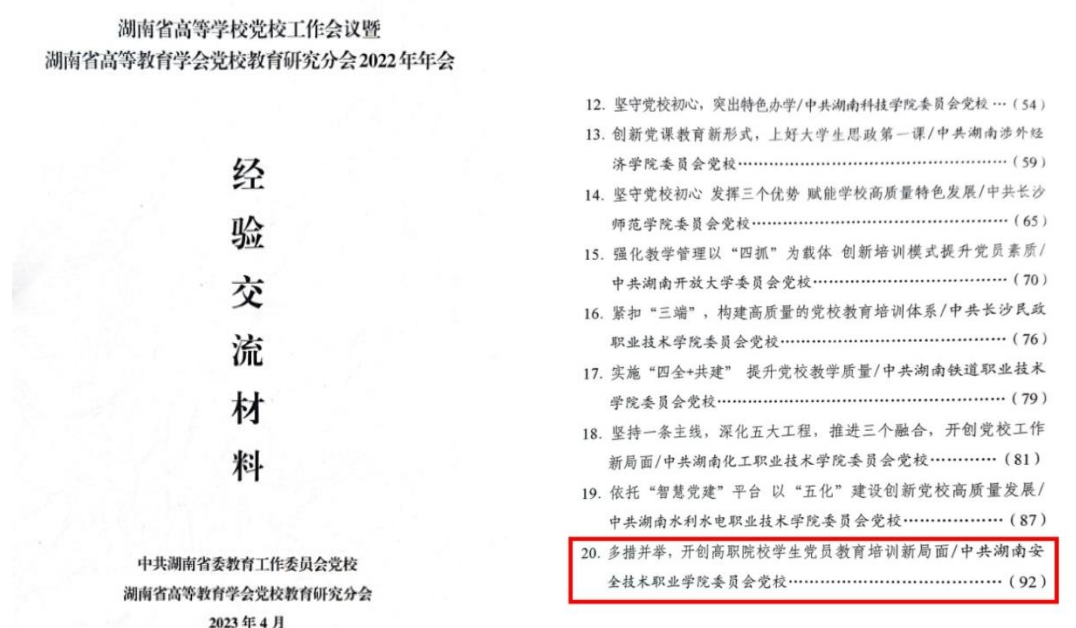 湖南省高等学校党校工作会议暨
湖南省高等教育学会党校教育研究分会2022年年会
经
验
交
流
材
料
中共湖南省委教育工作委员会党校
湖南省高等教育学会党校教育研究分会
2023年4月
12. 坚守党校初心，突出特色办学/中共湖南科技学院委员会党校…(54)
13. 创新党课教育新形式，上好大学生思政第一课/中共湖南涉外经
济学院委员会党校……………………………………(59)
14. 坚守党校初心 发挥三个优势 赋能学校高质量特色发展/中共长沙
师范学院委员会党校…………………………………(65)
15. 强化教学管理以“四抓”为载体 创新培训模式提升党员素质/
中共湖南开放大学委员会党校…………………………(70)
16. 紧扣“三端”，构建高质量的党校教育培训体系/中共长沙民政
职业技术学院委员会党校………………………………(76)
17. 实施“四全+共建” 提升党校教学质量/中共湖南铁道职业技术
学院委员会党校………………………………………(79)
18. 坚持一条主线，深化五大工程，推进三个融合，开创党校工作
新局面/中共湖南化工职业技术学院委员会党校…………(81)
19. 依托“智慧党建”平台 以“五化”建设创新党校高质量发展/
中共湖南水利水电职业技术学院委员会党校………………(87)
20. 多措并举，开创高职院校学生党员教育培训新局面/中共湖南安
全技术职业学院委员会党校……………………………(92)